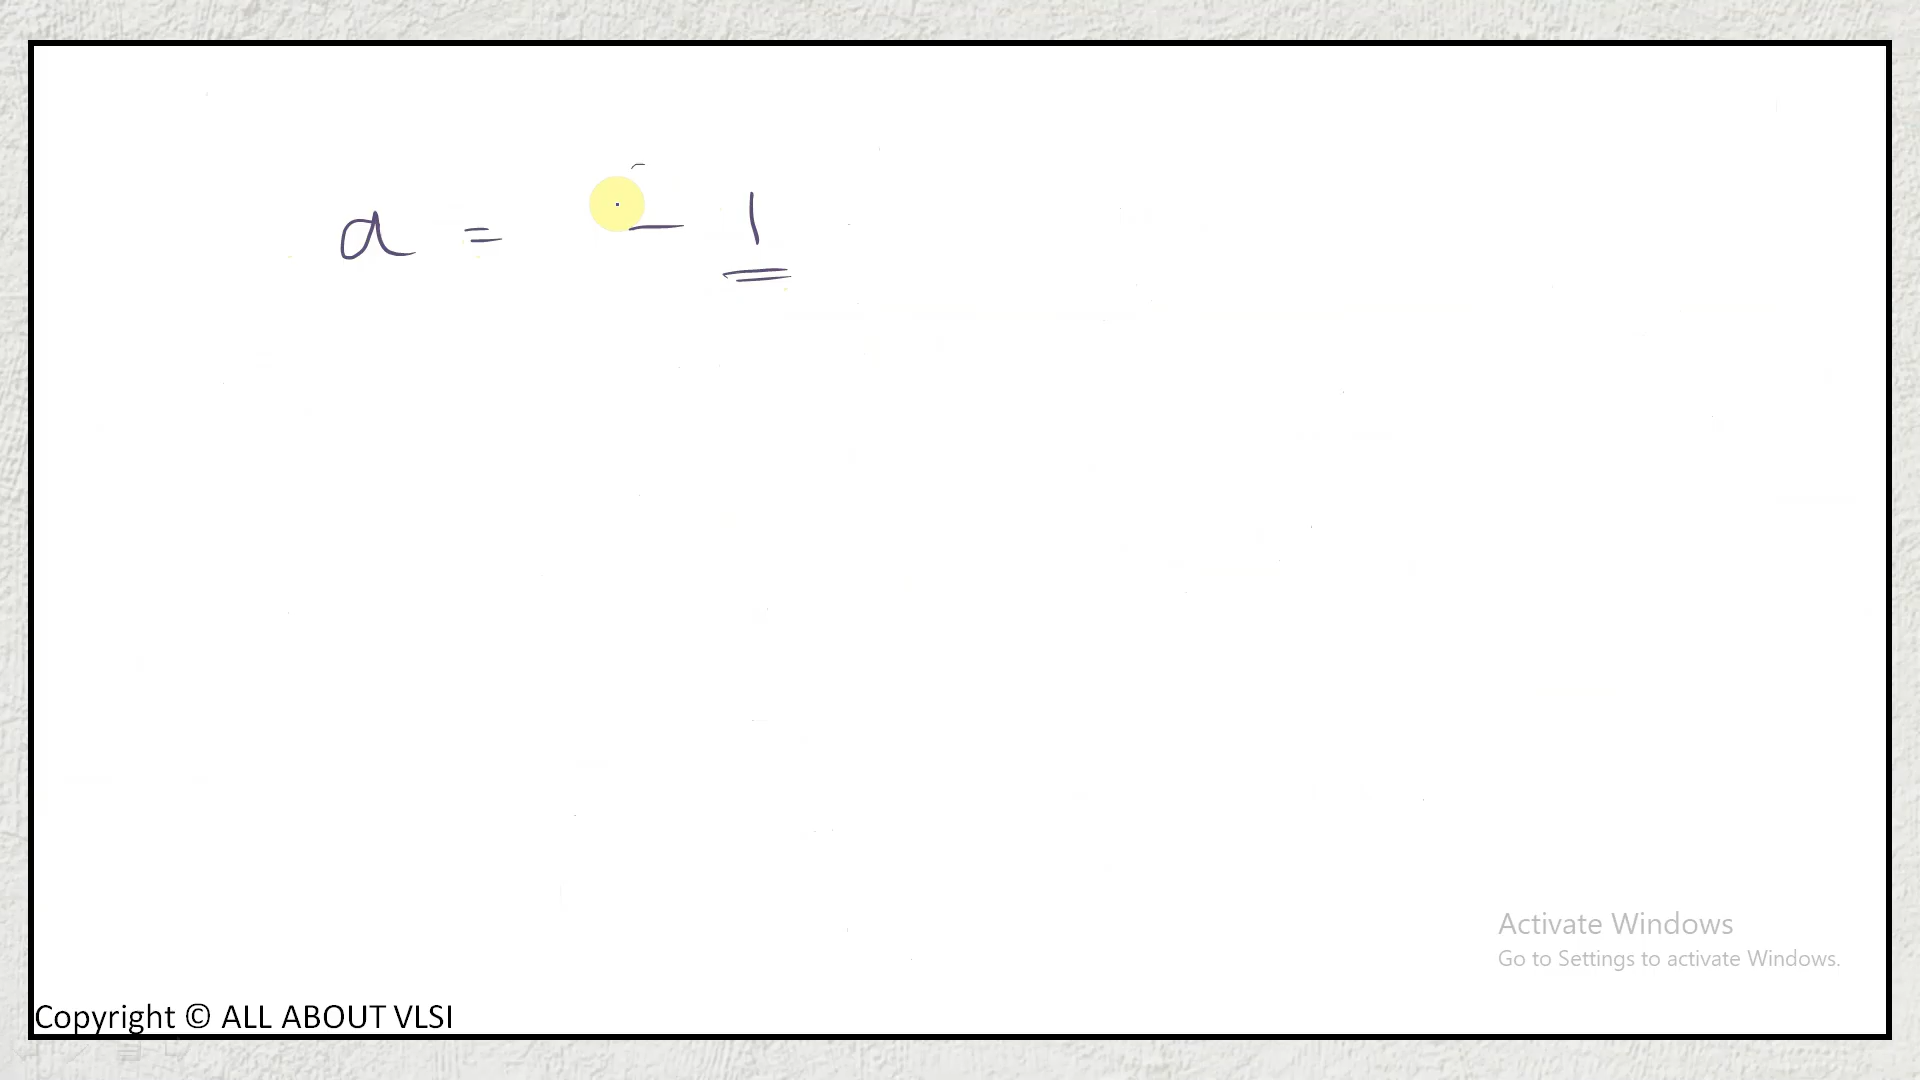 a = - 1
Activate Windows
Go to Settings to activate Windows.
Copyright © ALL ABOUT VLSI